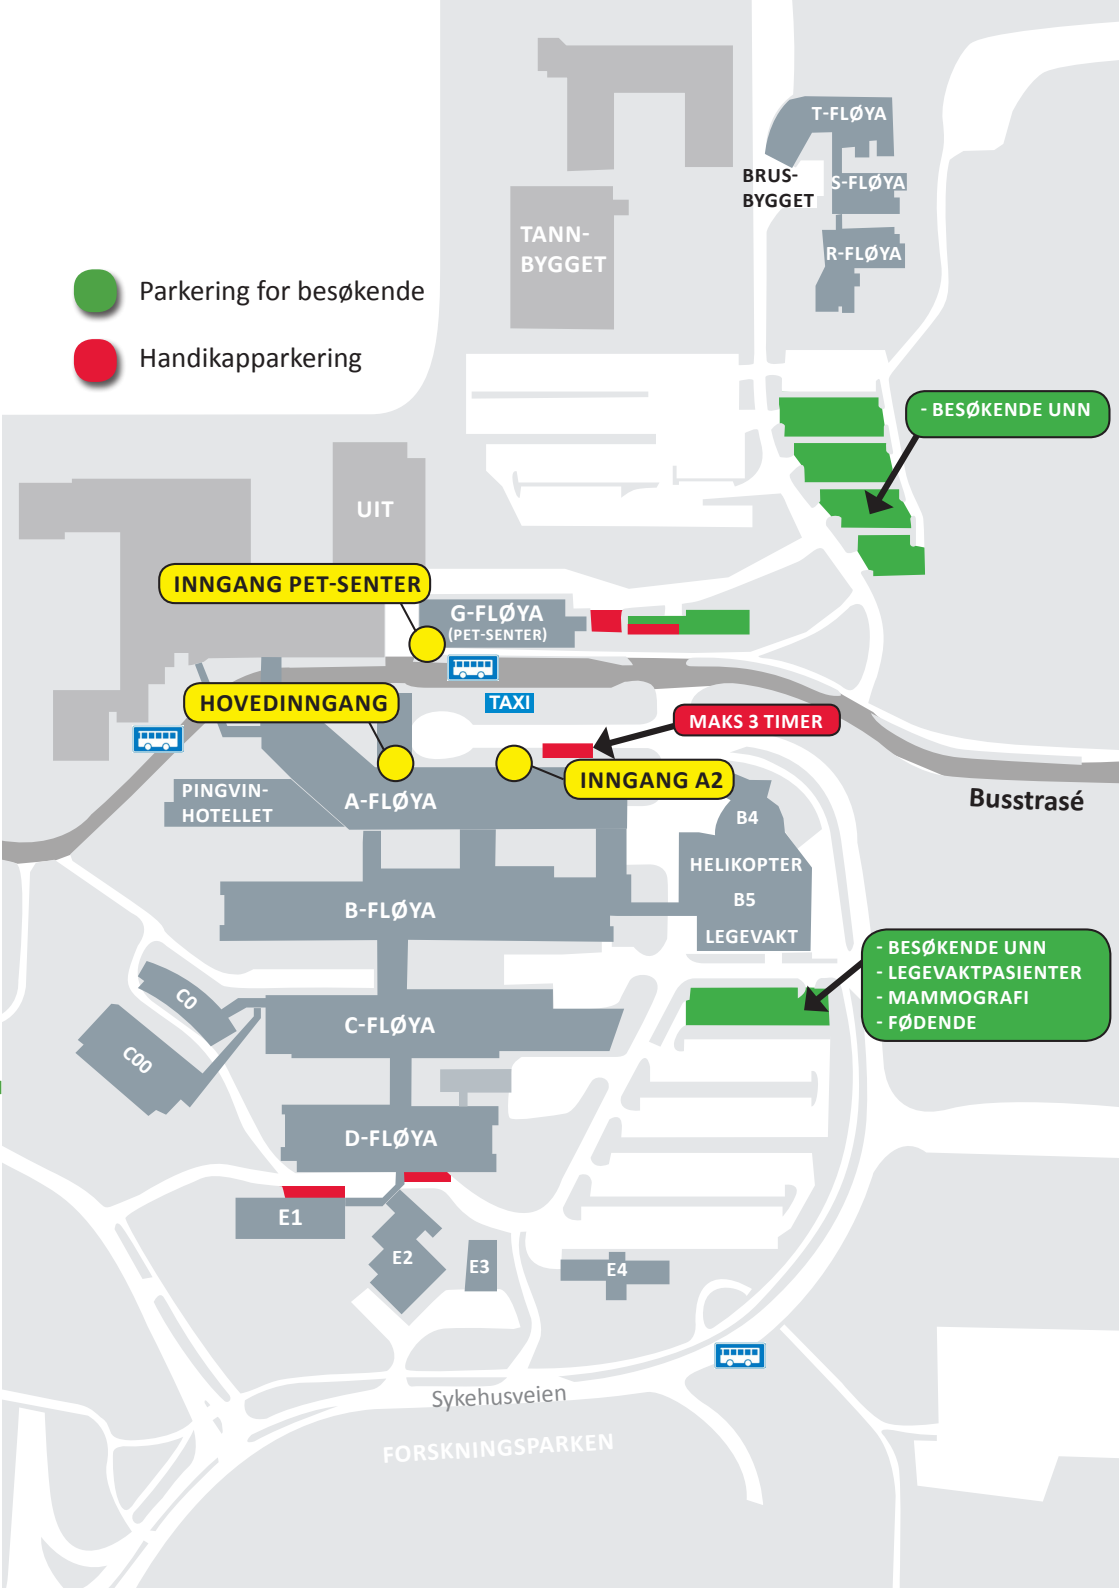 T-FLØYA
BRUS-
BYGGET
S-FLØYA
R-FLØYA
TANN-
BYGGET
Parkering for besøkende
Handikapparkering
- BESØKENDE UNN
UIT
INNGANG PET-SENTER
G-FLØYA
(PET-SENTER)
HOVEDINNGANG
TAXI
MAKS 3 TIMER
INNGANG A2
PINGVIN-
HOTELLET
A-FLØYA
Busstrasé
B4
HELIKOPTER
B5
LEGEVAKT
B-FLØYA
- BESØKENDE UNN
- LEGEVAKTPASIENTER
- MAMMOGRAFI
- FØDENDE
C0
C-FLØYA
C00
D-FLØYA
E1
E2
E3
E4
Sykehusveien
FORSKNINGSPARKEN